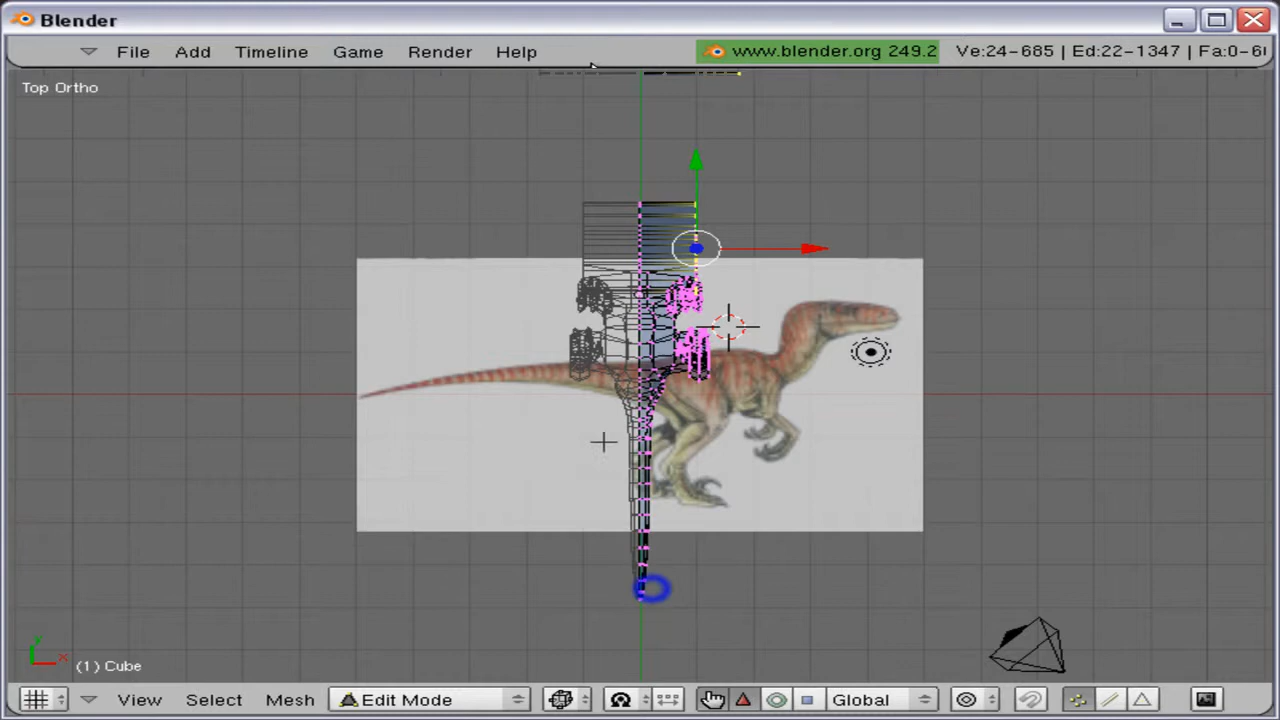 Blender
File Add Timeline Game Render Help www.blender.org 249.2 Ve:24-685 | Ed:22-1347 | Fa:0-6
Top Ortho
y
x
(1) Cube
View Select Mesh Edit Mode Global